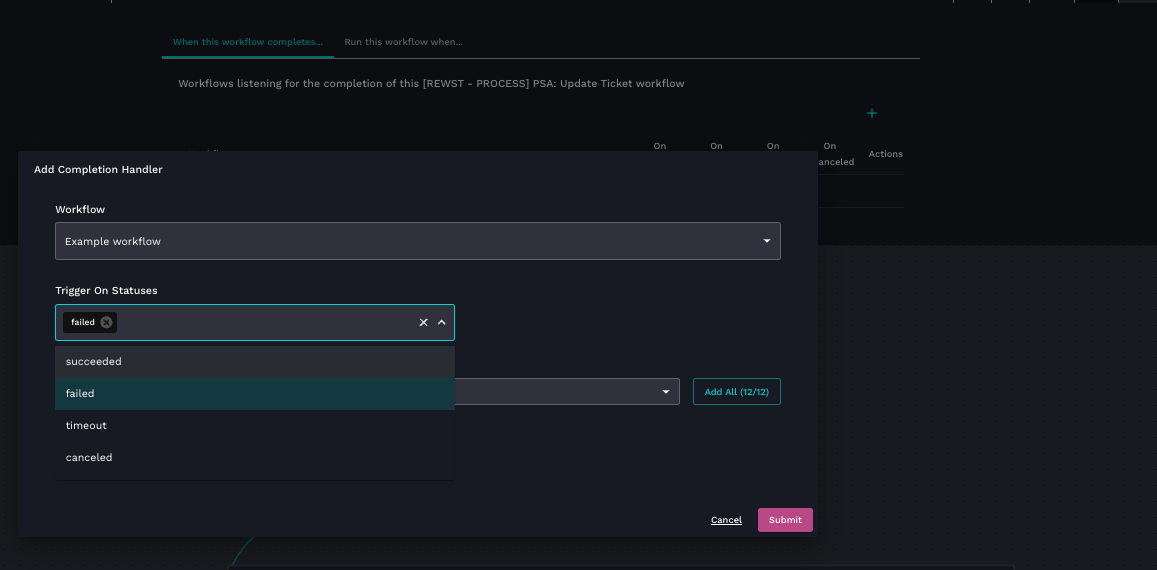 When this workflow completes... Run this workflow when...
Workflows listening for the completion of this [REWST - PROCESS] PSA: Update Ticket workflow
On On On On
Actions
Add Completion Handler
Workflow
Example workflow
Trigger On Statuses
failed
succeeded
failed
Add All (12/12)
timeout
canceled
Cancel Submit